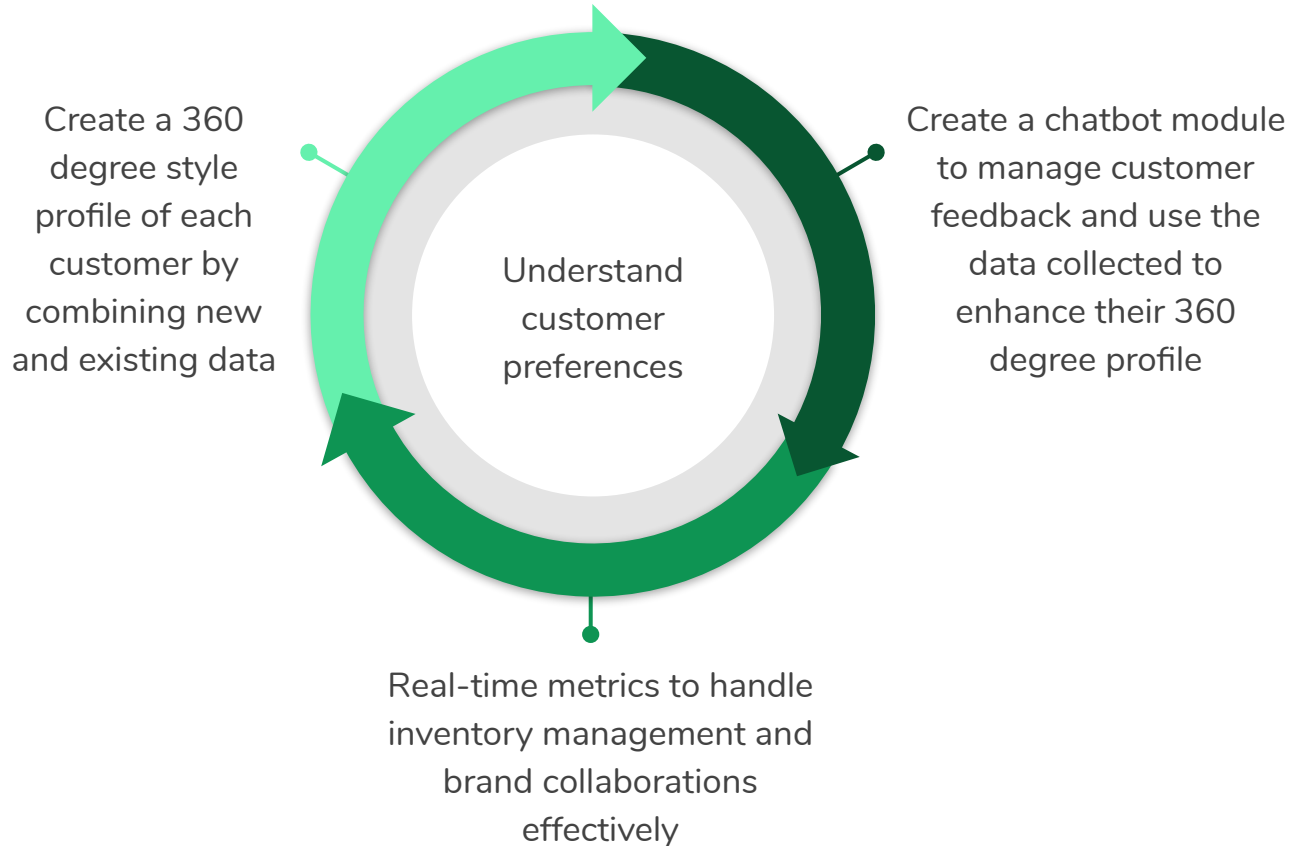 Create a 360
degree style
profile of each
customer by
combining new
and existing data
Understand
customer
preferences
Create a chatbot module
to manage customer
feedback and use the
data collected to
enhance their 360
degree profile
Real-time metrics to handle
inventory management and
brand collaborations
effectively